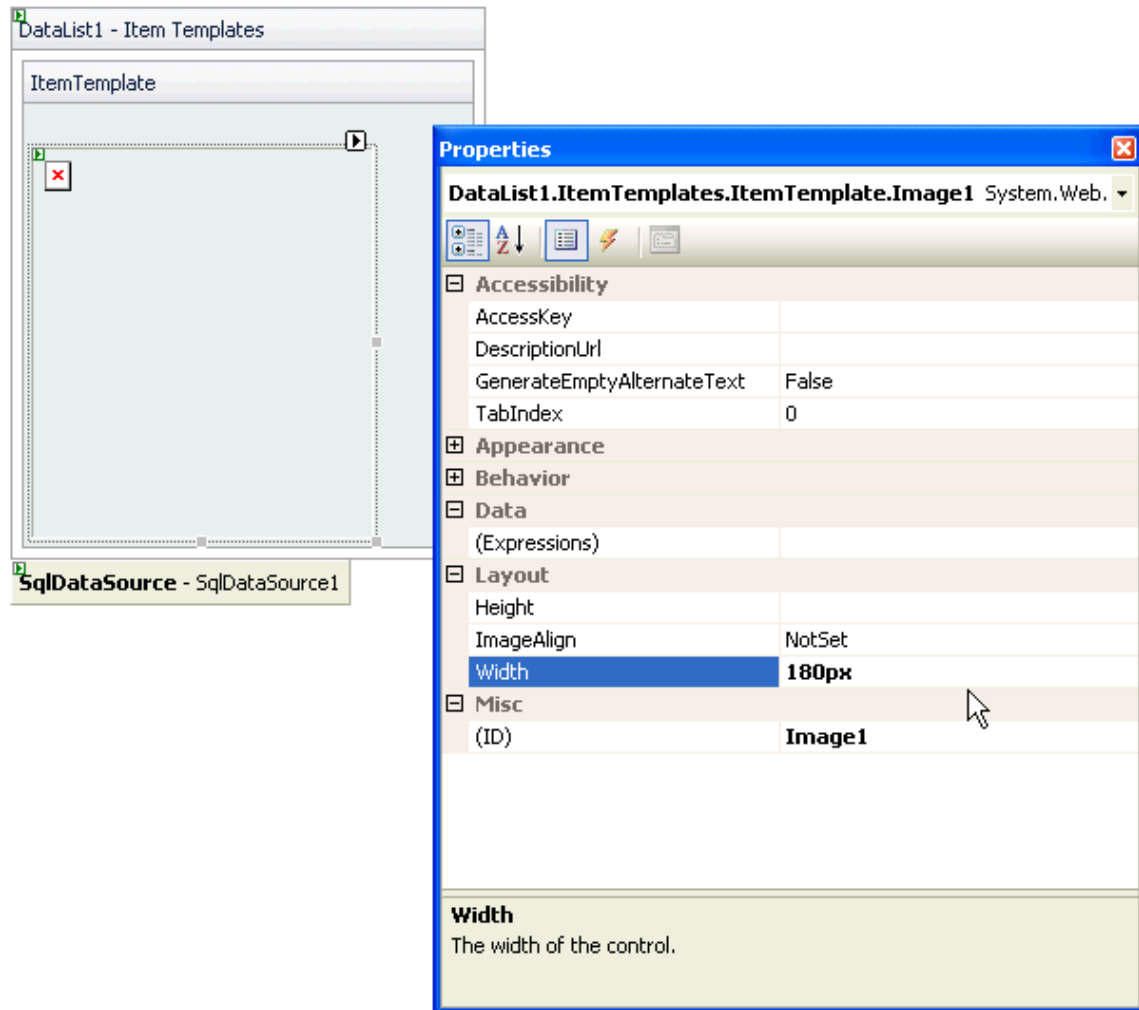 DataList1 - Item Templates
ItemTemplate
Properties
DataList1.ItemTemplates.ItemTemplate.Image1 System.Web.
Accessibility
AccessKey
DescriptionUrl
GenerateEmptyAlternateText False
TabIndex 0
Appearance
Behavior
Data
(Expressions)
Layout
Height
ImageAlign NotSet
Width 180px
Misc
(ID) Image1
SqlDataSource - SqlDataSource1
Width
The width of the control.